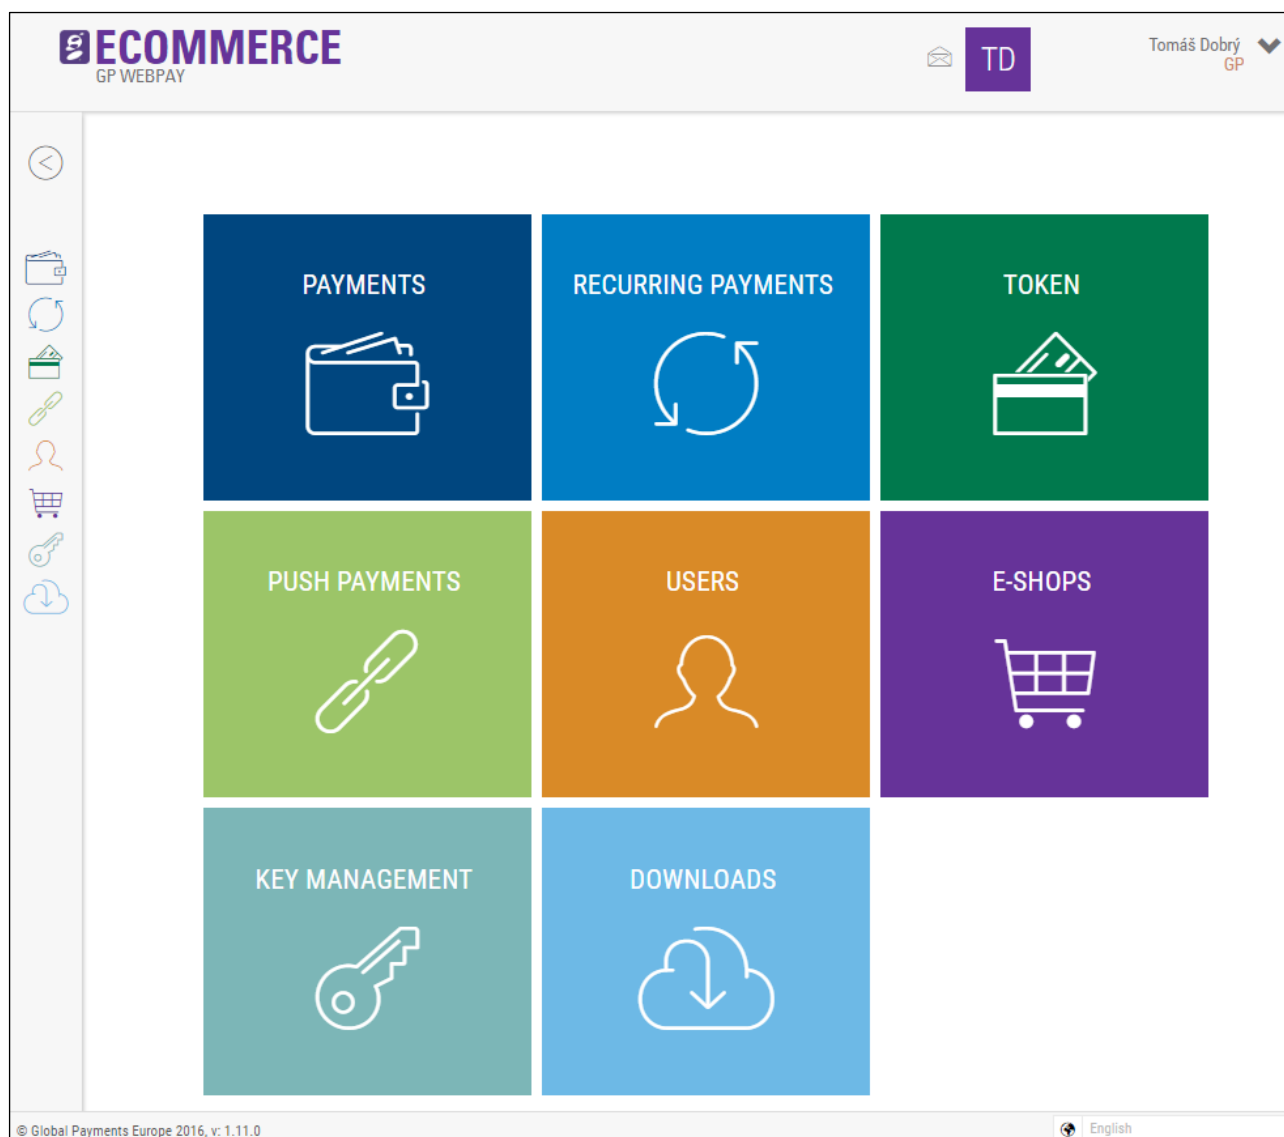 ECOMMERCE
GP WEBPAY
TD
Tomáš Dobrý
GP
PAYMENTS
RECURRING PAYMENTS
TOKEN
PUSH PAYMENTS
USERS
E-SHOPS
KEY MANAGEMENT
DOWNLOADS
© Global Payments Europe 2016, v: 1.11.0
English